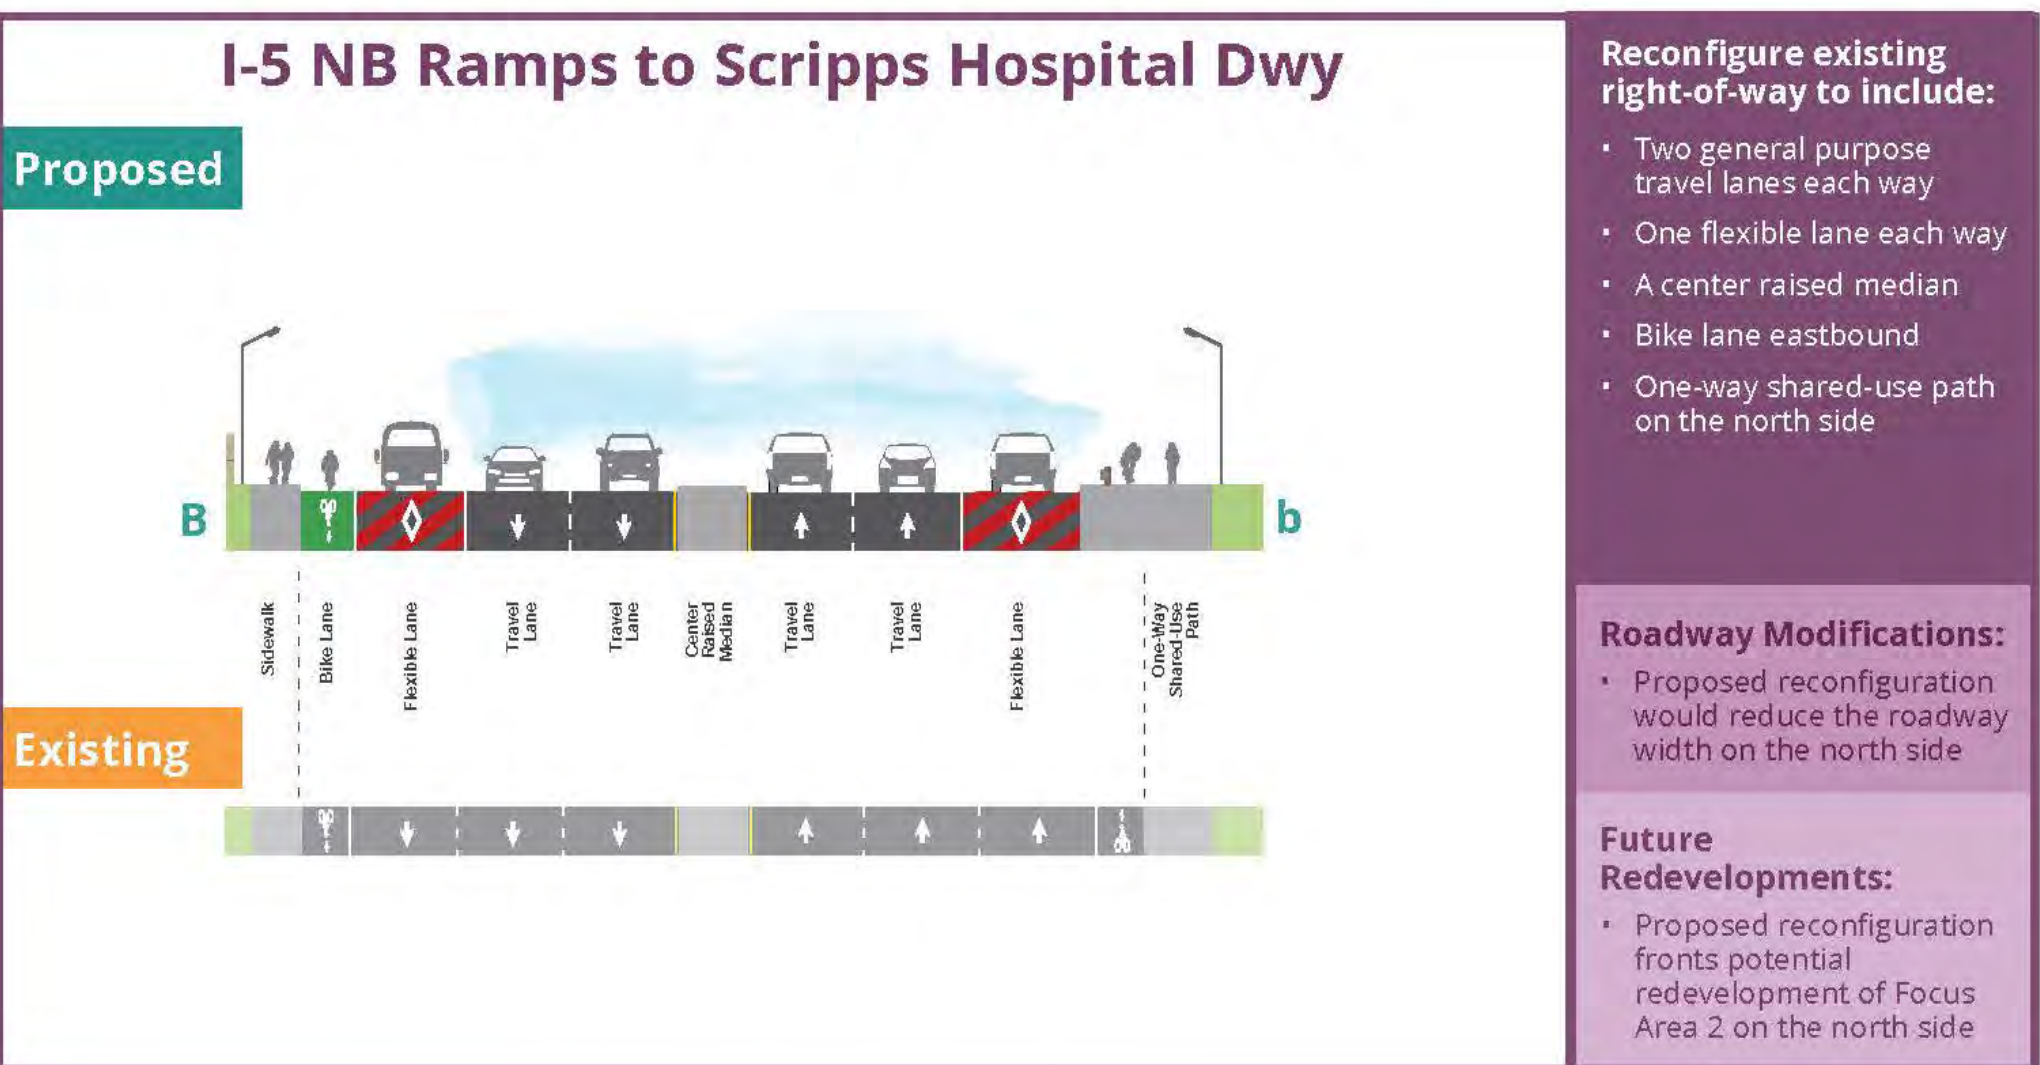 I-5 NB Ramps to Scripps Hospital Dwy
Proposed
B
b
Sidewalk
Bike Lane
Flexible Lane
Travel
Lane
Travel
Lane
Center
Raised
Median
Travel
Lane
Travel
Lane
Flexible Lane
One-Way
Shared-Use
Path
Existing
Reconfigure existing
right-of-way to include:
· Two general purpose
travel lanes each way
· One flexible lane each way
· A center raised median
· Bike lane eastbound
· One-way shared-use path
on the north side
Roadway Modifications:
· Proposed reconfiguration
would reduce the roadway
width on the north side
Future
Redevelopments:
· Proposed reconfiguration
fronts potential
redevelopment of Focus
Area 2 on the north side